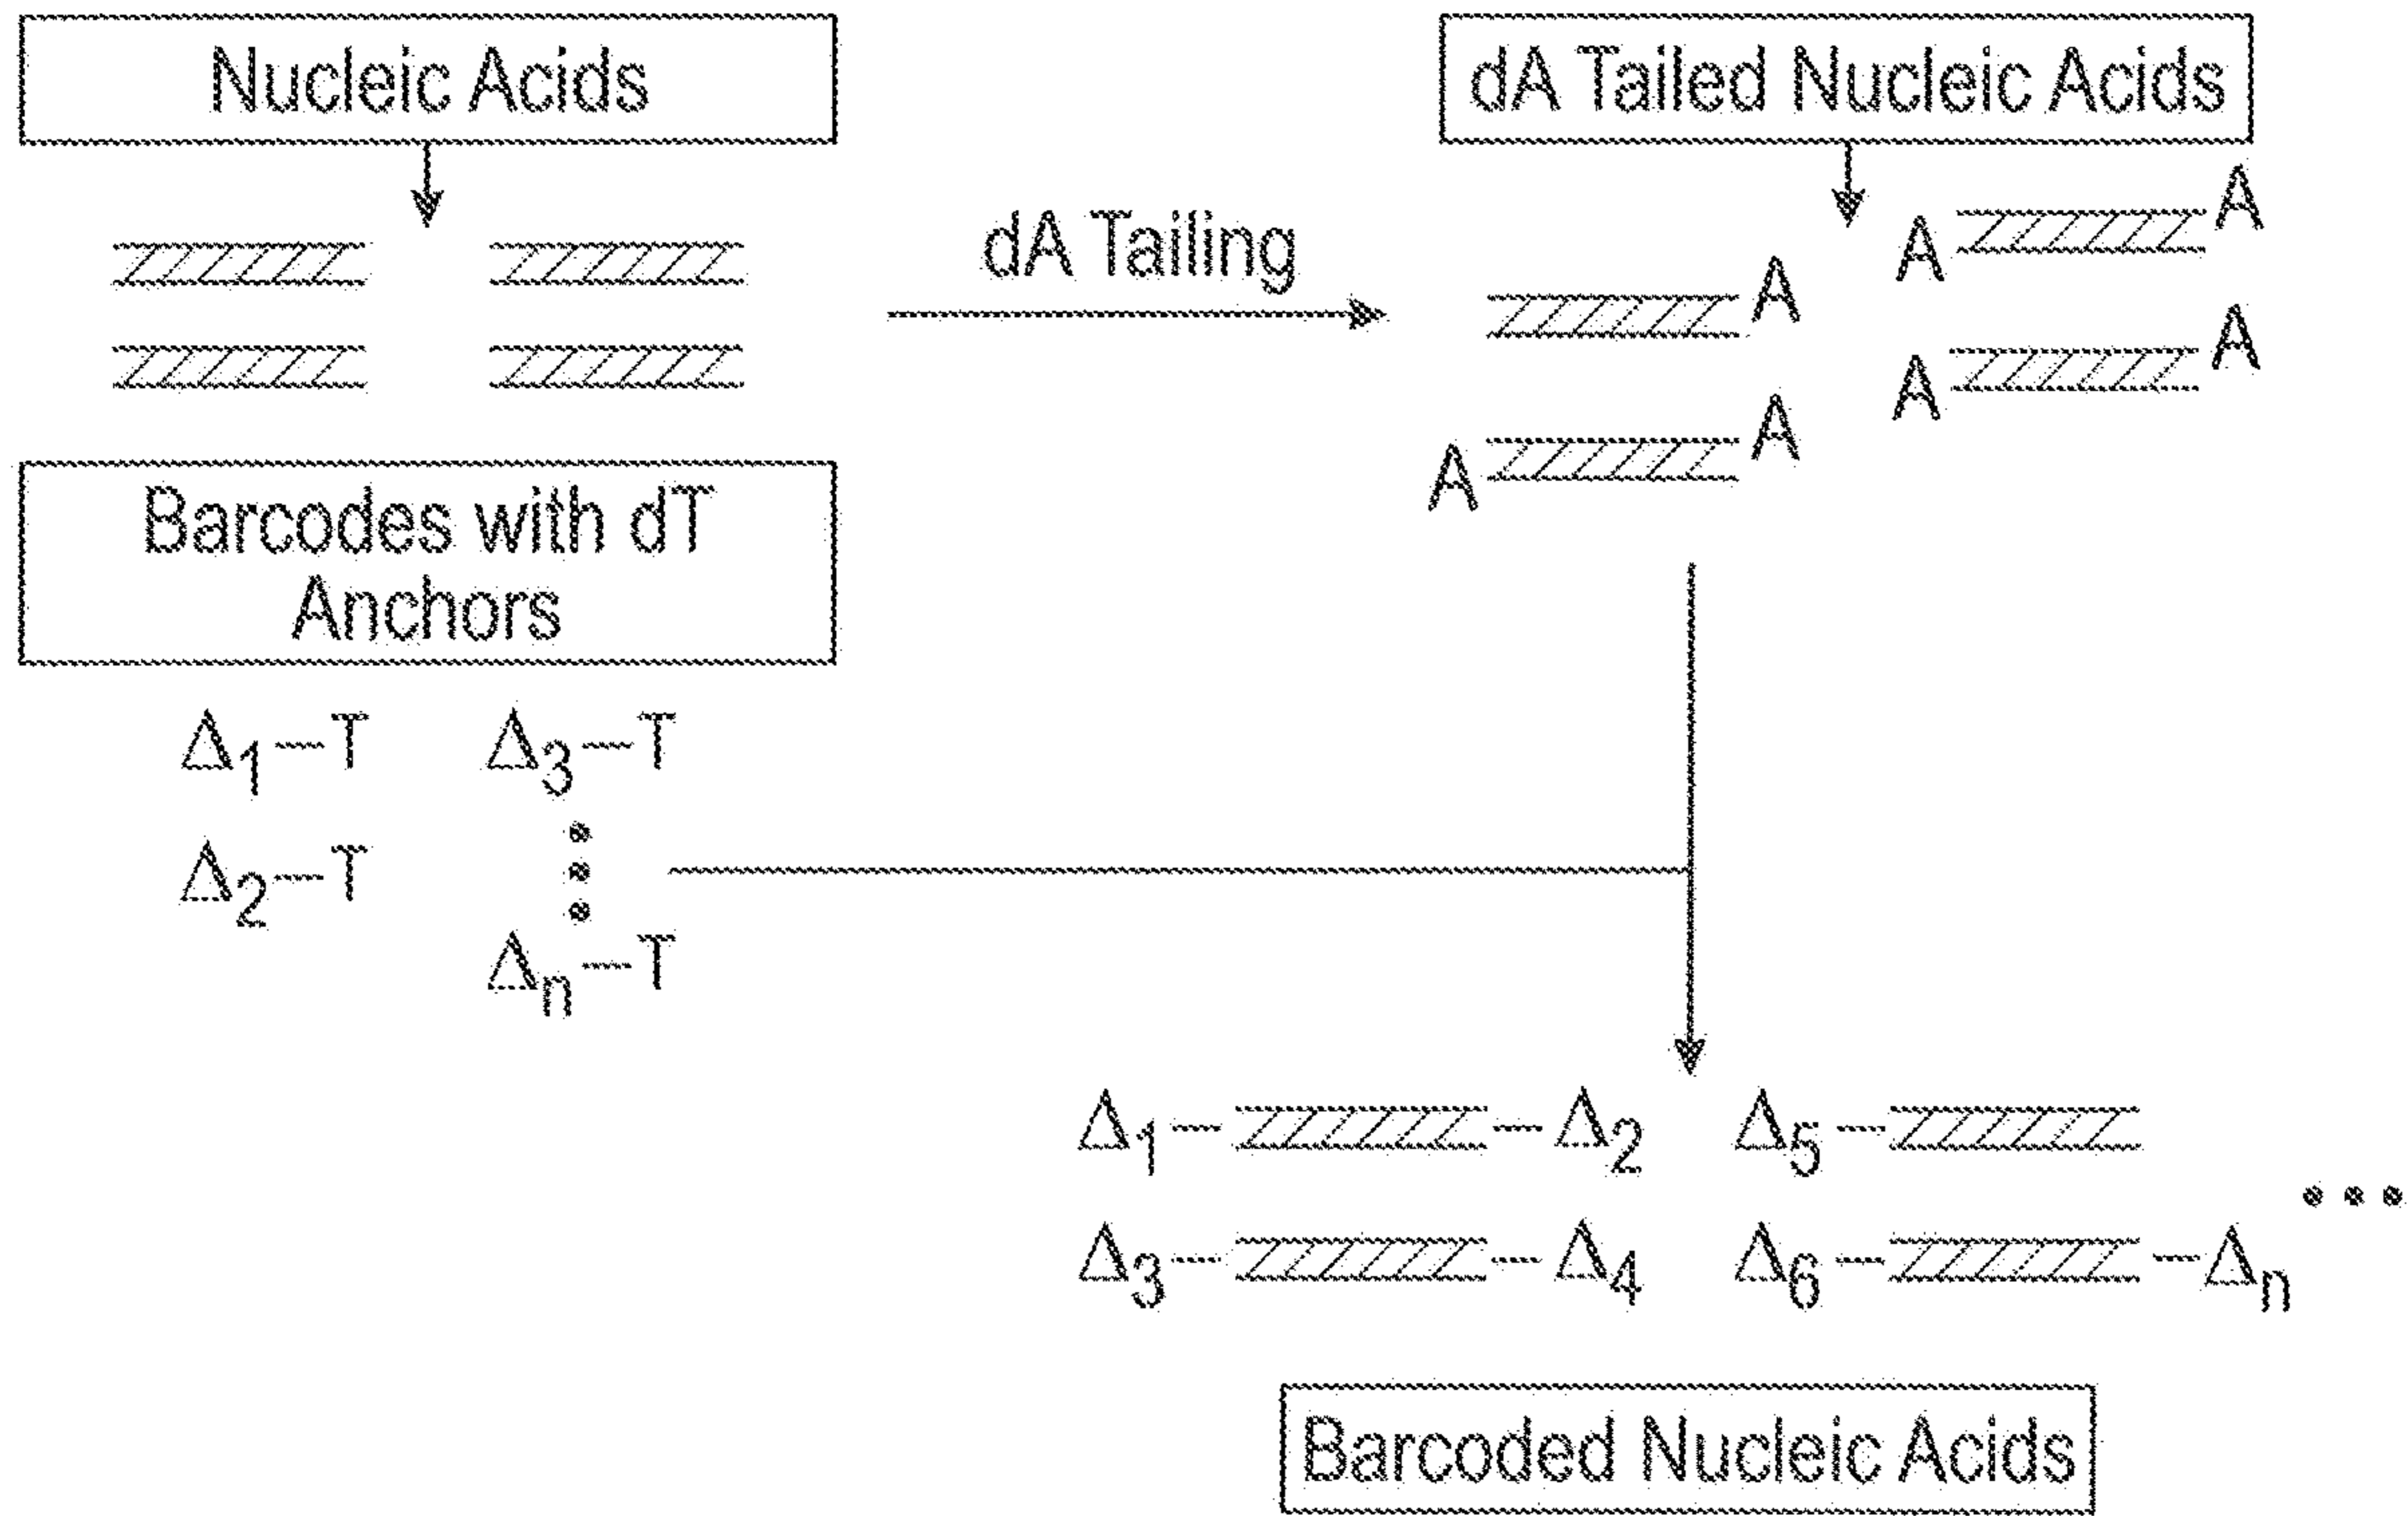 Nucleic Acids
dA Tailed Nucleic Acids
dA Tailing
A
A
A
A
A
A
A
Barcodes with dT
Anchors
Δ1–T Δ3–T
Δ2–T
Δn–T
Δ1– –Δ2 Δ5–
Δ3– –Δ4 Δ6– –Δn
Barcoded Nucleic Acids